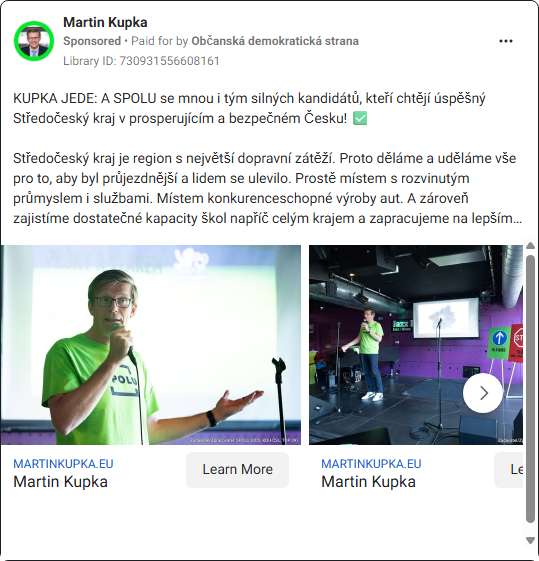 Martin Kupka
Sponsored • Paid for by Občanská demokratická strana
Library ID: 730931556608161
KUPKA JEDE: A SPOLU se mnou i tým silných kandidátů, kteří chtějí úspěšný
Středočeský kraj v prosperujícím a bezpečném Česku! ✅
Středočeský kraj je region s největší dopravní zátěží. Proto děláme a uděláme vše
pro to, aby byl průjezdnější a lidem se ulevilo. Prostě místem s rozvinutým
průmyslem i službami. Místem konkurenceschopné výroby aut. A zároveň
zajistíme dostatečné kapacity škol napříč celým krajem a zapracujeme na lepším...
SPOLU
MARTINKUPKA.EU
Martin Kupka
Learn More
MARTINKUPKA.EU
Martin Kupka
Le